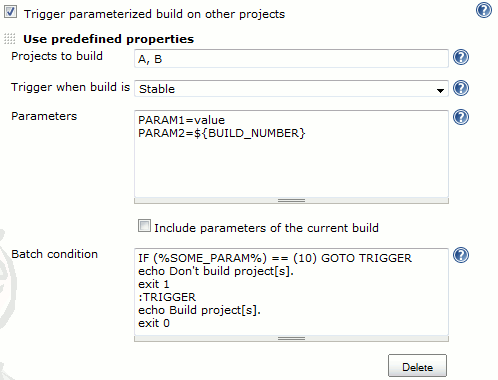 Trigger parameterized build on other projects
Use predefined properties
Projects to build A, B
Trigger when build is Stable
Parameters PARAM1=value
PARAM2=${BUILD_NUMBER}
Include parameters of the current build
Batch condition IF (%SOME_PARAM%) == (10) GOTO TRIGGER
echo Don't build project[s].
exit 1
:TRIGGER
echo Build project[s].
exit 0
Delete